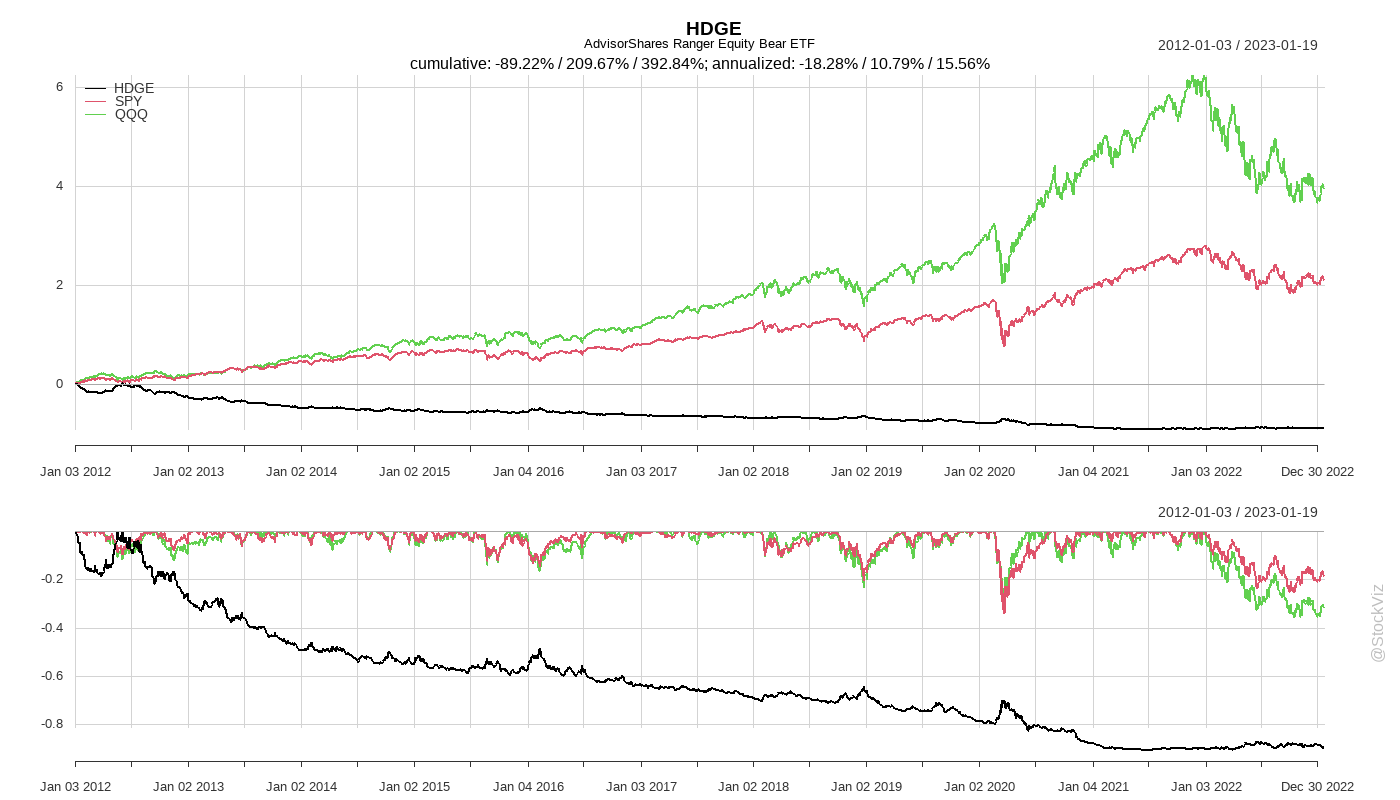 HDGE
AdvisorShares Ranger Equity Bear ETF
2012-01-03 / 2023-01-19
cumulative: -89.22% / 209.67% / 392.84%; annualized: -18.28% / 10.79% / 15.56%
HDGE
SPY
QQQ
6
4
2
0
Jan 03 2012 Jan 02 2013 Jan 02 2014 Jan 02 2015 Jan 04 2016 Jan 03 2017 Jan 02 2018 Jan 02 2019 Jan 02 2020 Jan 04 2021 Jan 03 2022 Dec 30 2022
2012-01-03 / 2023-01-19
-0.2
-0.4
-0.6
-0.8
Jan 03 2012 Jan 02 2013 Jan 02 2014 Jan 02 2015 Jan 04 2016 Jan 03 2017 Jan 02 2018 Jan 02 2019 Jan 02 2020 Jan 04 2021 Jan 03 2022 Dec 30 2022
@StockViz